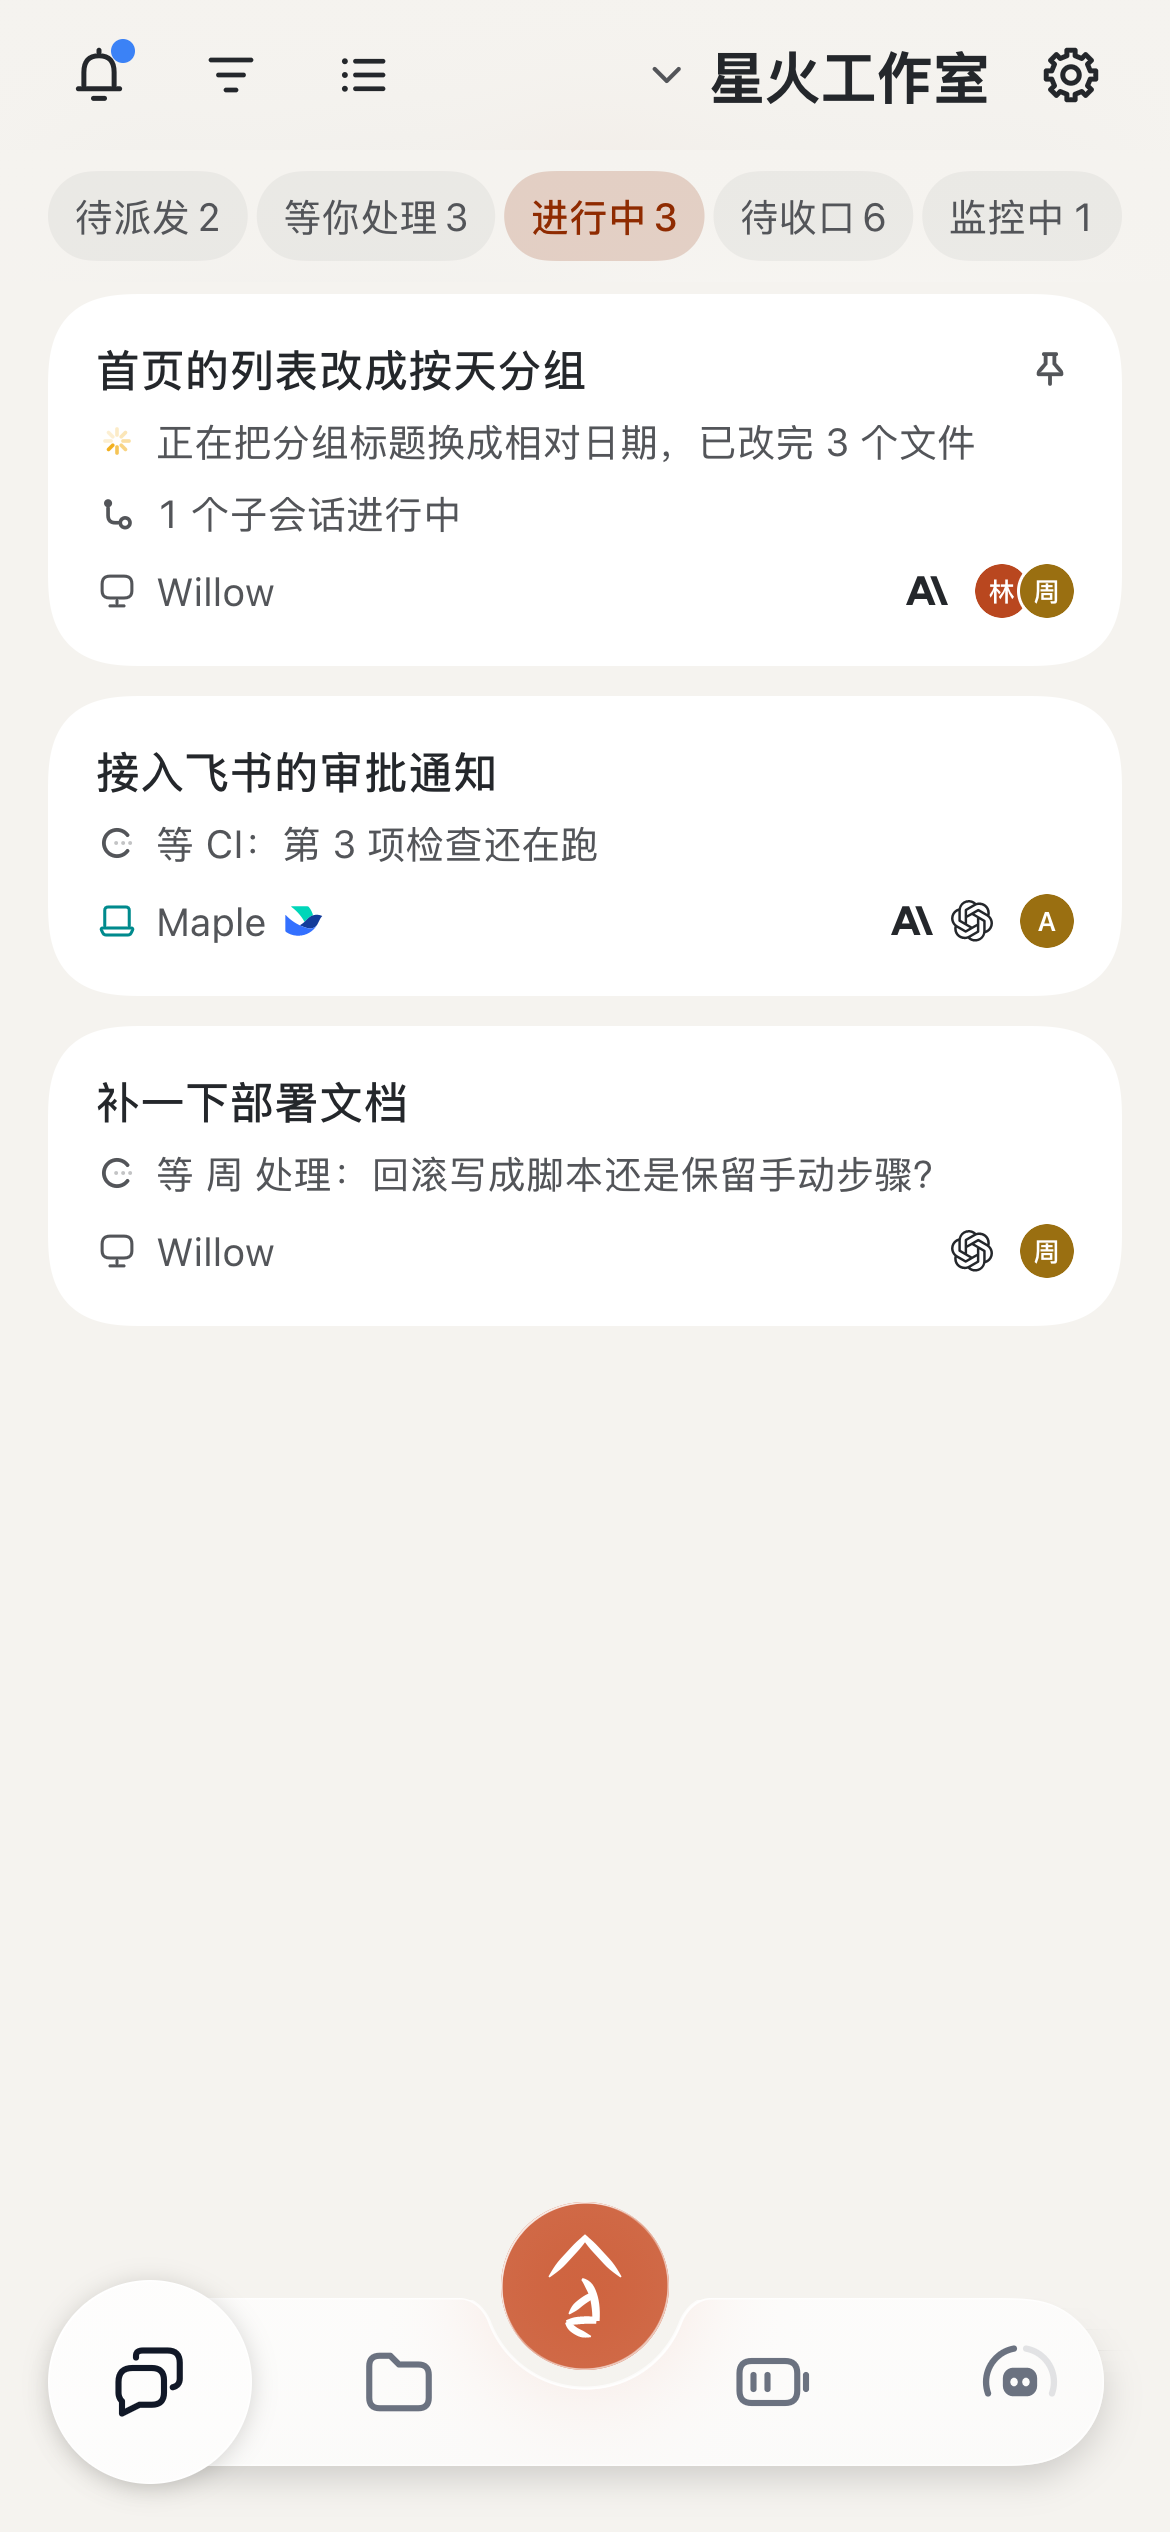 星火工作室
待派发 2
等你处理 3
进行中 3
待收口 6
监控中 1
首页的列表改成按天分组
正在把分组标题换成相对日期，已改完 3 个文件
1 个子会话进行中
Willow
林
周
接入飞书的审批通知
等 CI：第 3 项检查还在跑
Maple
A
补一下部署文档
等 周 处理：回滚写成脚本还是保留手动步骤？
Willow
周